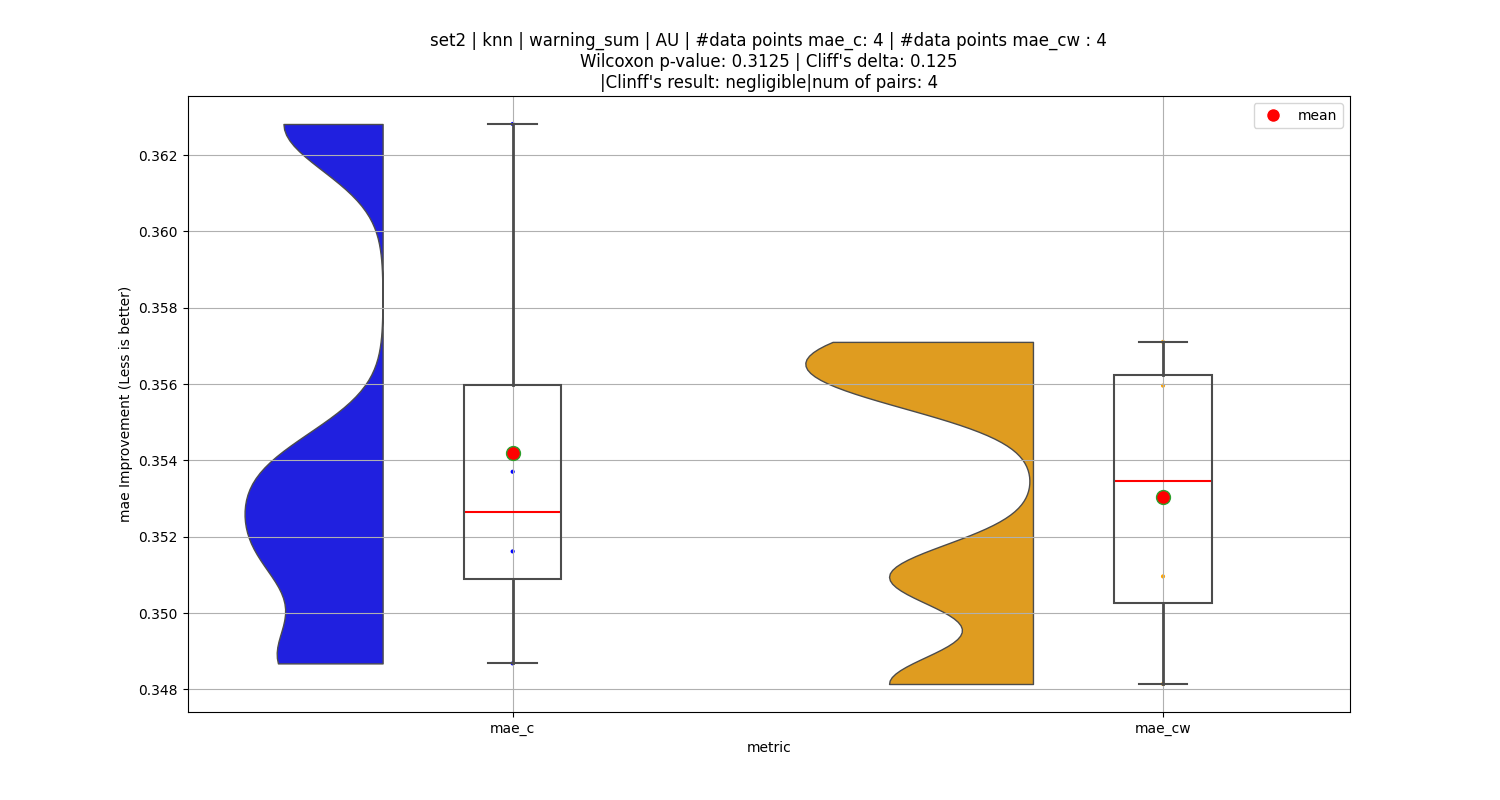 set2 | knn | warning_sum | AU | #data points mae_c: 4 | #data points mae_cw : 4
Wilcoxon p-value: 0.3125 | Cliff's delta: 0.125
|Clinff's result: negligible|num of pairs: 4
mean
mae Improvement (Less is better)
0.362
0.360
0.358
0.356
0.354
0.352
0.350
0.348
mae_c
mae_cw
metric